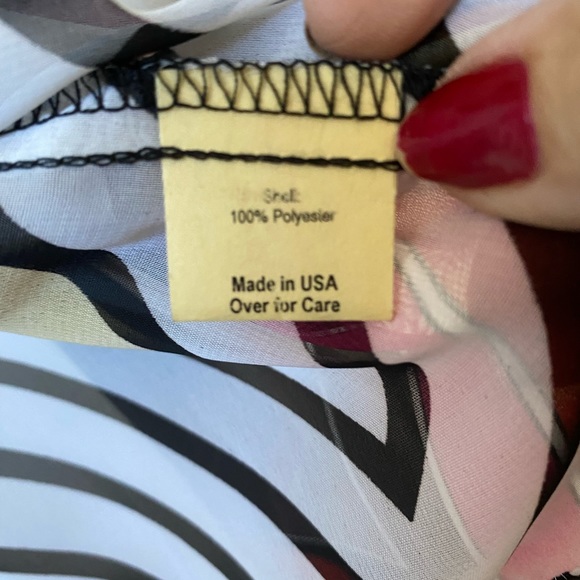 Shell:
100% Polyester
Made in USA
Over for Care